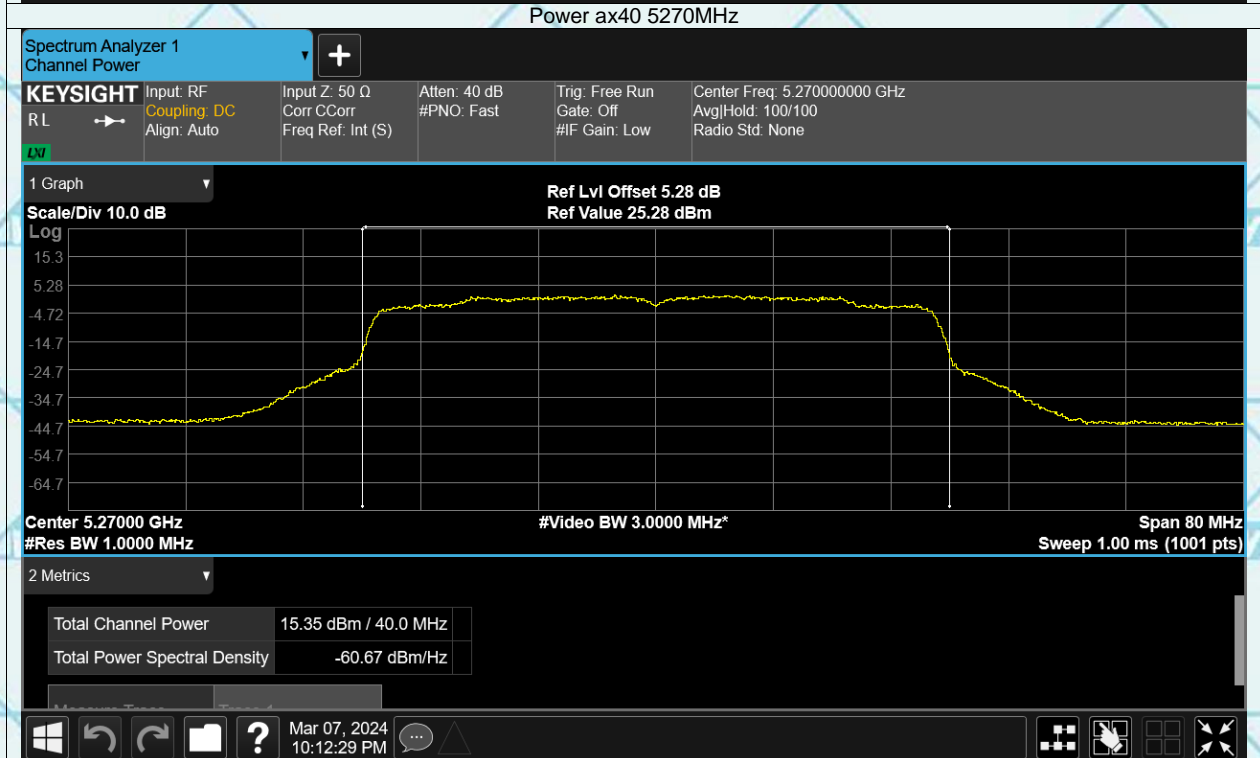 Power ax40 5270MHz
Spectrum Analyzer 1
Channel Power
KEYSIGHT
R L
LXI
Input: RF
Coupling: DC
Align: Auto
Input Z: 50 Ω
Corr CCorr
Freq Ref: Int (S)
Atten: 40 dB
#PNO: Fast
Trig: Free Run
Gate: Off
#IF Gain: Low
Center Freq: 5.270000000 GHz
Avg|Hold: 100/100
Radio Std: None
1 Graph
Scale/Div 10.0 dB
Ref Lvl Offset 5.28 dB
Ref Value 25.28 dBm
Log
15.3
5.28
-4.72
-14.7
-24.7
-34.7
-44.7
-54.7
-64.7
Center 5.27000 GHz
#Res BW 1.0000 MHz
#Video BW 3.0000 MHz*
Span 80 MHz
Sweep 1.00 ms (1001 pts)
2 Metrics
Total Channel Power 15.35 dBm / 40.0 MHz
Total Power Spectral Density -60.67 dBm/Hz
Mar 07, 2024
10:12:29 PM